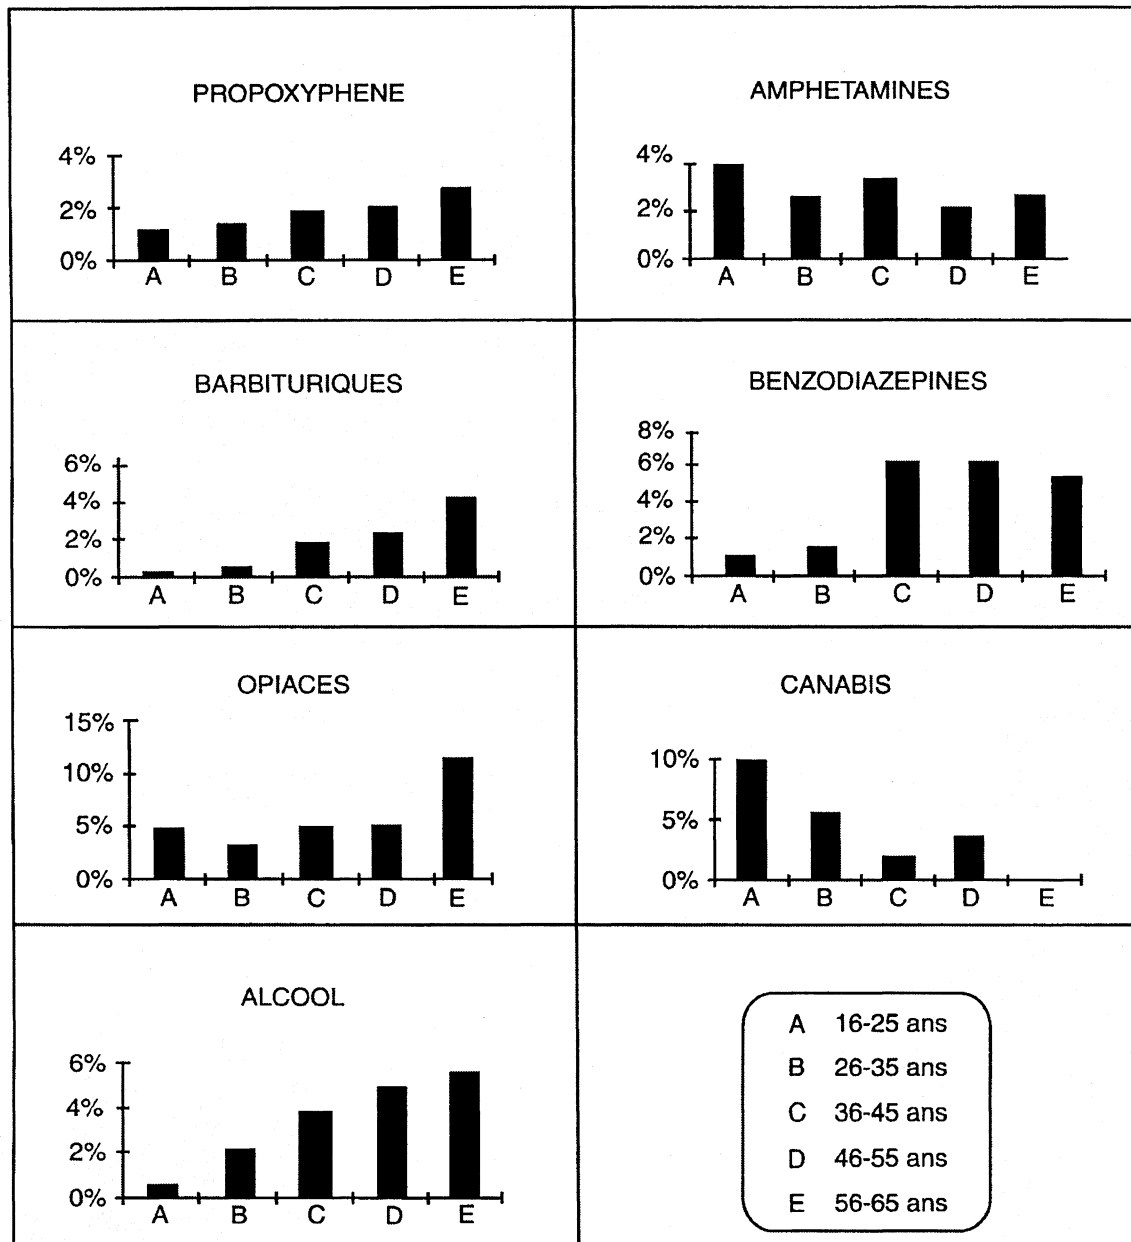 PROPOXYPHENE
4%
2%
0%
A B C D E
AMPHETAMINES
4%
2%
0%
A B C D E
BARBITURIQUES
6%
4%
2%
0%
A B C D E
BENZODIAZEPINES
8%
6%
4%
2%
0%
A B C D E
OPIACES
15%
10%
5%
0%
A B C D E
CANABIS
10%
5%
0%
A B C D E
ALCOOL
6%
4%
2%
0%
A B C D E
A 16-25 ans
B 26-35 ans
C 36-45 ans
D 46-55 ans
E 56-65 ans